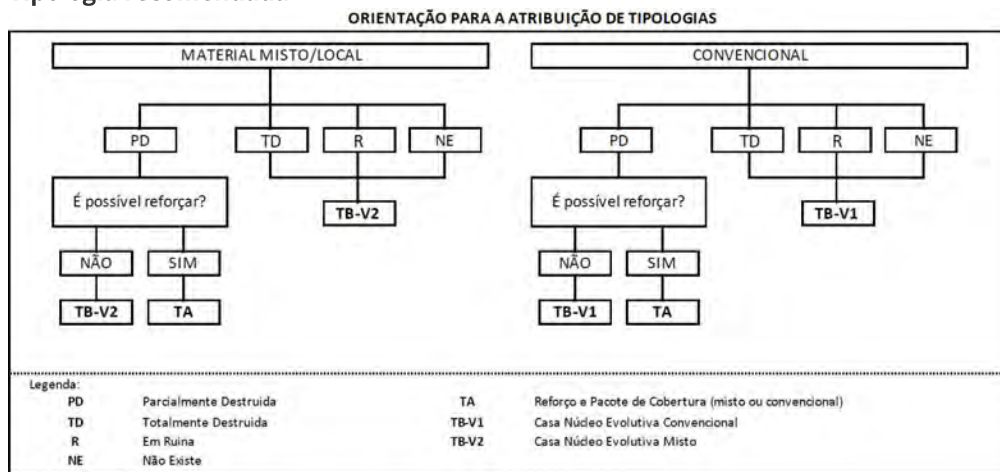 ORIENTAÇÃO PARA A ATRIBUIÇÃO DE TIPOLOGIAS
MATERIAL MISTO/LOCAL
PD TD R NE
É possível reforçar?
TB-V2
NÃO SIM
TB-V2 TA
CONVENCIONAL
PD TD R NE
É possível reforçar?
TB-V1
NÃO SIM
TB-V1 TA
Legenda:
PD Parcialmente Destruida
TD Totalmente Destruida
R Em Ruina
NE Não Existe
TA Reforço e Pacote de Cobertura (misto ou convencional)
TB-V1 Casa Núcleo Evolutiva Convencional
TB-V2 Casa Núcleo Evolutiva Misto